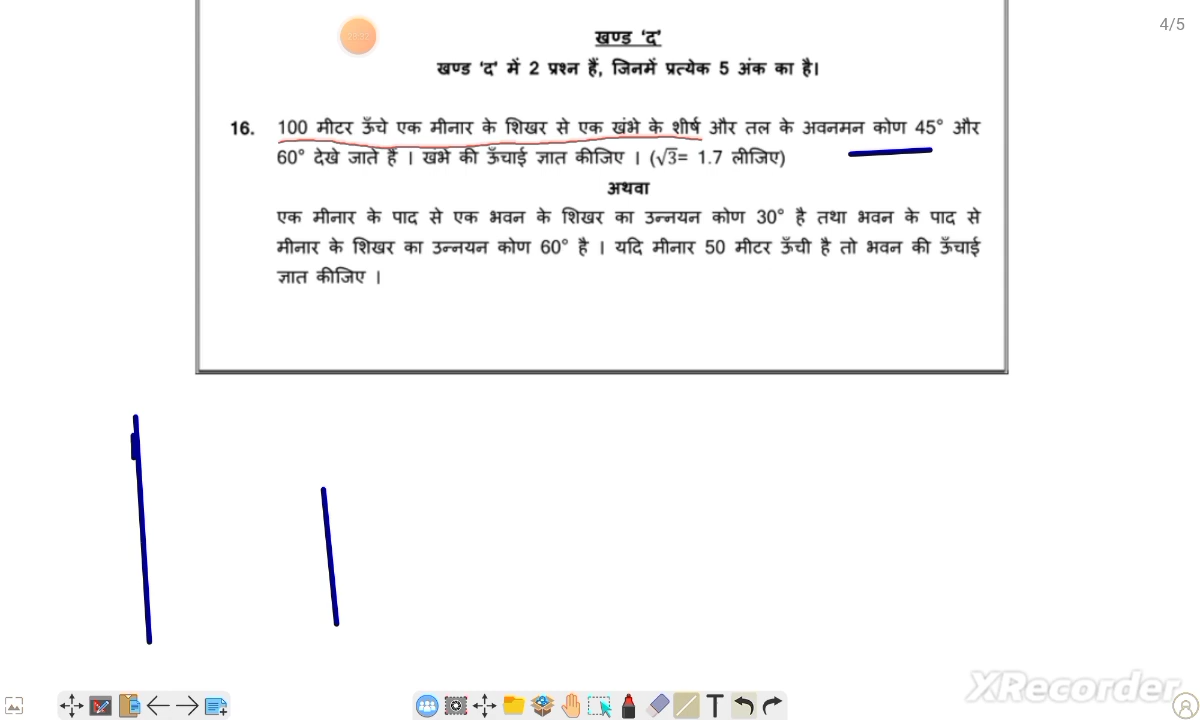 4/5
खण्ड 'द'
खण्ड 'द' में 2 प्रश्न हैं, जिनमें प्रत्येक 5 अंक का है।
16. 100 मीटर ऊँचे एक मीनार के शिखर से एक खंभे के शीर्ष और तल के अवनमन कोण 45° और
60° देखे जाते हैं । खंभे की ऊँचाई ज्ञात कीजिए । (√3= 1.7 लीजिए)
अथवा
एक मीनार के पाद से एक भवन के शिखर का उन्नयन कोण 30° है तथा भवन के पाद से
मीनार के शिखर का उन्नयन कोण 60° है । यदि मीनार 50 मीटर ऊँची है तो भवन की ऊँचाई
ज्ञात कीजिए ।
XRecorder
T